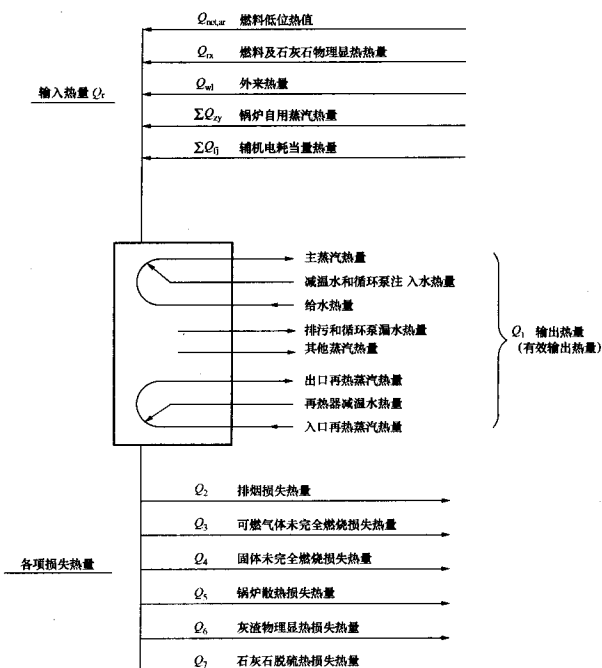 Qnet,ar 燃料低位热值
Qrx 燃料及石灰石物理显热热量
Qwl 外来热量
输入热量 Qr
ΣQzy 锅炉自用蒸汽热量
ΣQfj 辅机电耗当量热量
主蒸汽热量
减温水和循环泵注 入水热量
给水热量
排污和循环泵漏水热量
其他蒸汽热量
Q1 输出热量
(有效输出热量)
出口再热蒸汽热量
再热器减温水热量
入口再热蒸汽热量
Q2 排烟损失热量
Q3 可燃气体未完全燃烧损失热量
各项损失热量
Q4 固体未完全燃烧损失热量
Q5 锅炉散热损失热量
Q6 灰渣物理显热损失热量
Q7 石灰石脱硫热损失热量